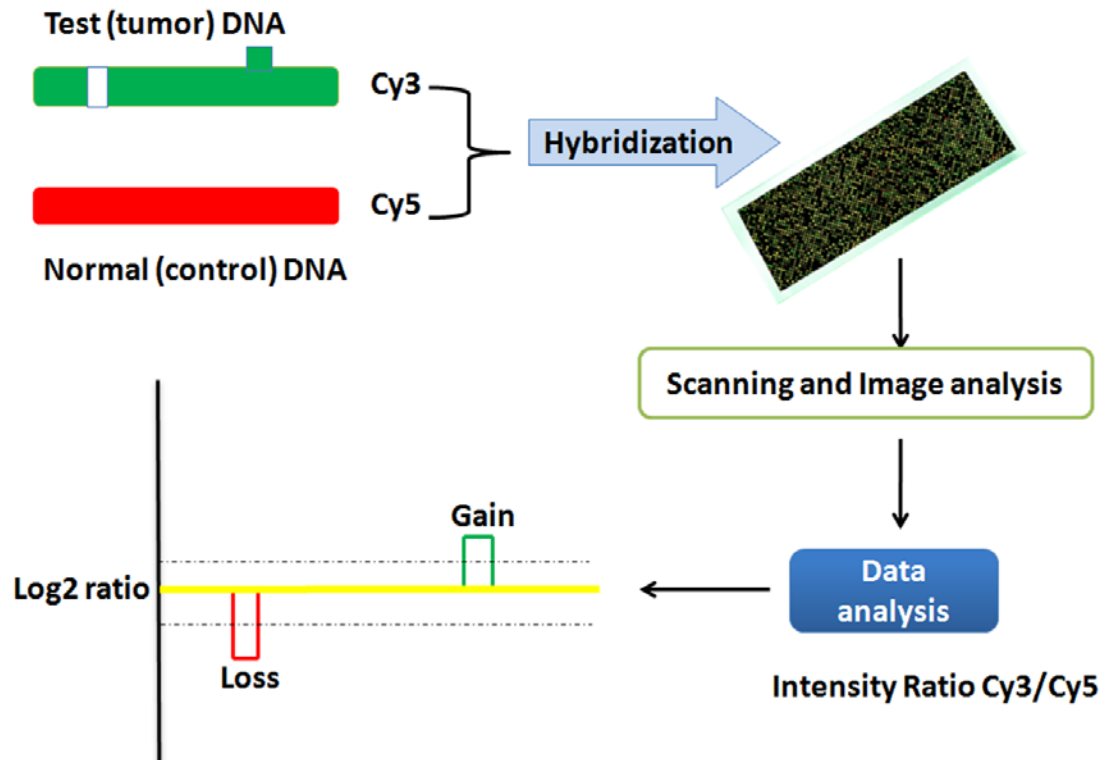 Test (tumor) DNA
Cy3
Hybridization
Cy5
Normal (control) DNA
Scanning and Image analysis
Gain
Log2 ratio
Data
analysis
Loss
Intensity Ratio Cy3/Cy5